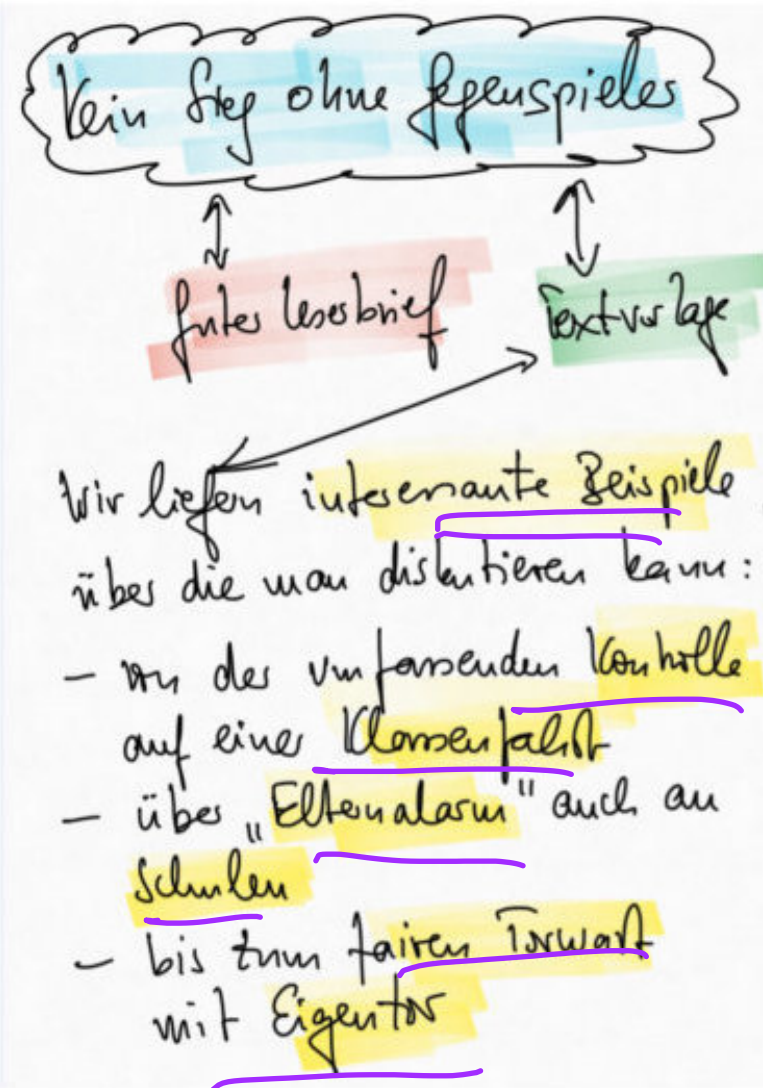 Kein Sieg ohne Gegenspieler
Guter Leserbrief
Textvorlage
Wir liefern interessante Beispiele,
über die man diskutieren kann:
- von der umfassenden Kontrolle
auf einer Klassenfahrt
- über „Elternalarm" auch an
Schulen
- bis zum fairen Torwart
mit Eigentor